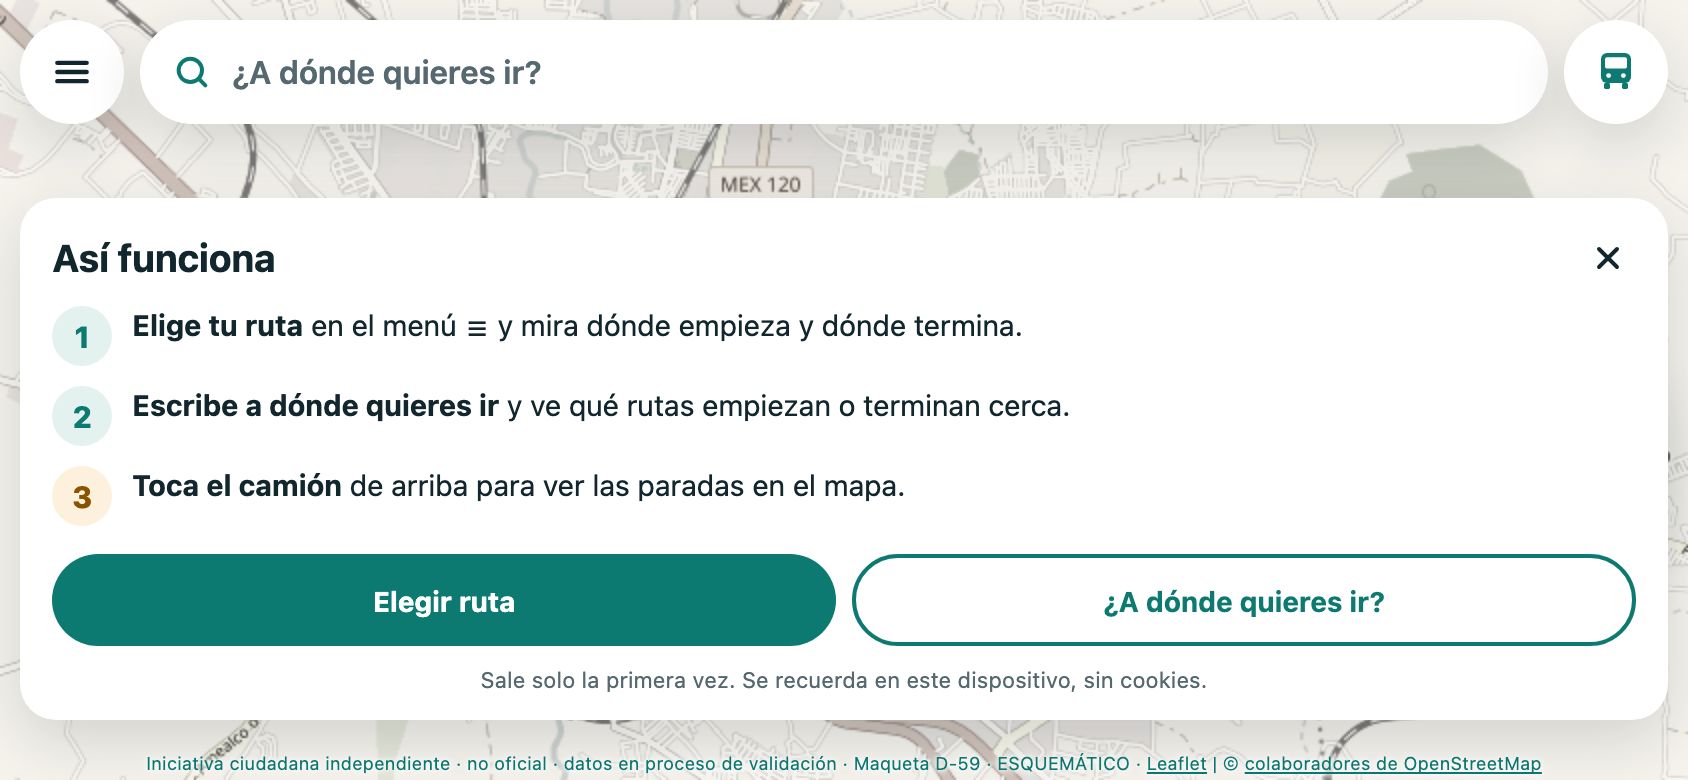 ¿A dónde quieres ir?
MEX 120
Así funciona
1 Elige tu ruta en el menú ≡ y mira dónde empieza y dónde termina.
2 Escribe a dónde quieres ir y ve qué rutas empiezan o terminan cerca.
3 Toca el camión de arriba para ver las paradas en el mapa.
Elegir ruta
¿A dónde quieres ir?
Sale solo la primera vez. Se recuerda en este dispositivo, sin cookies.
Iniciativa ciudadana independiente · no oficial · datos en proceso de validación · Maqueta D-59 · ESQUEMÁTICO · Leaflet | © colaboradores de OpenStreetMap